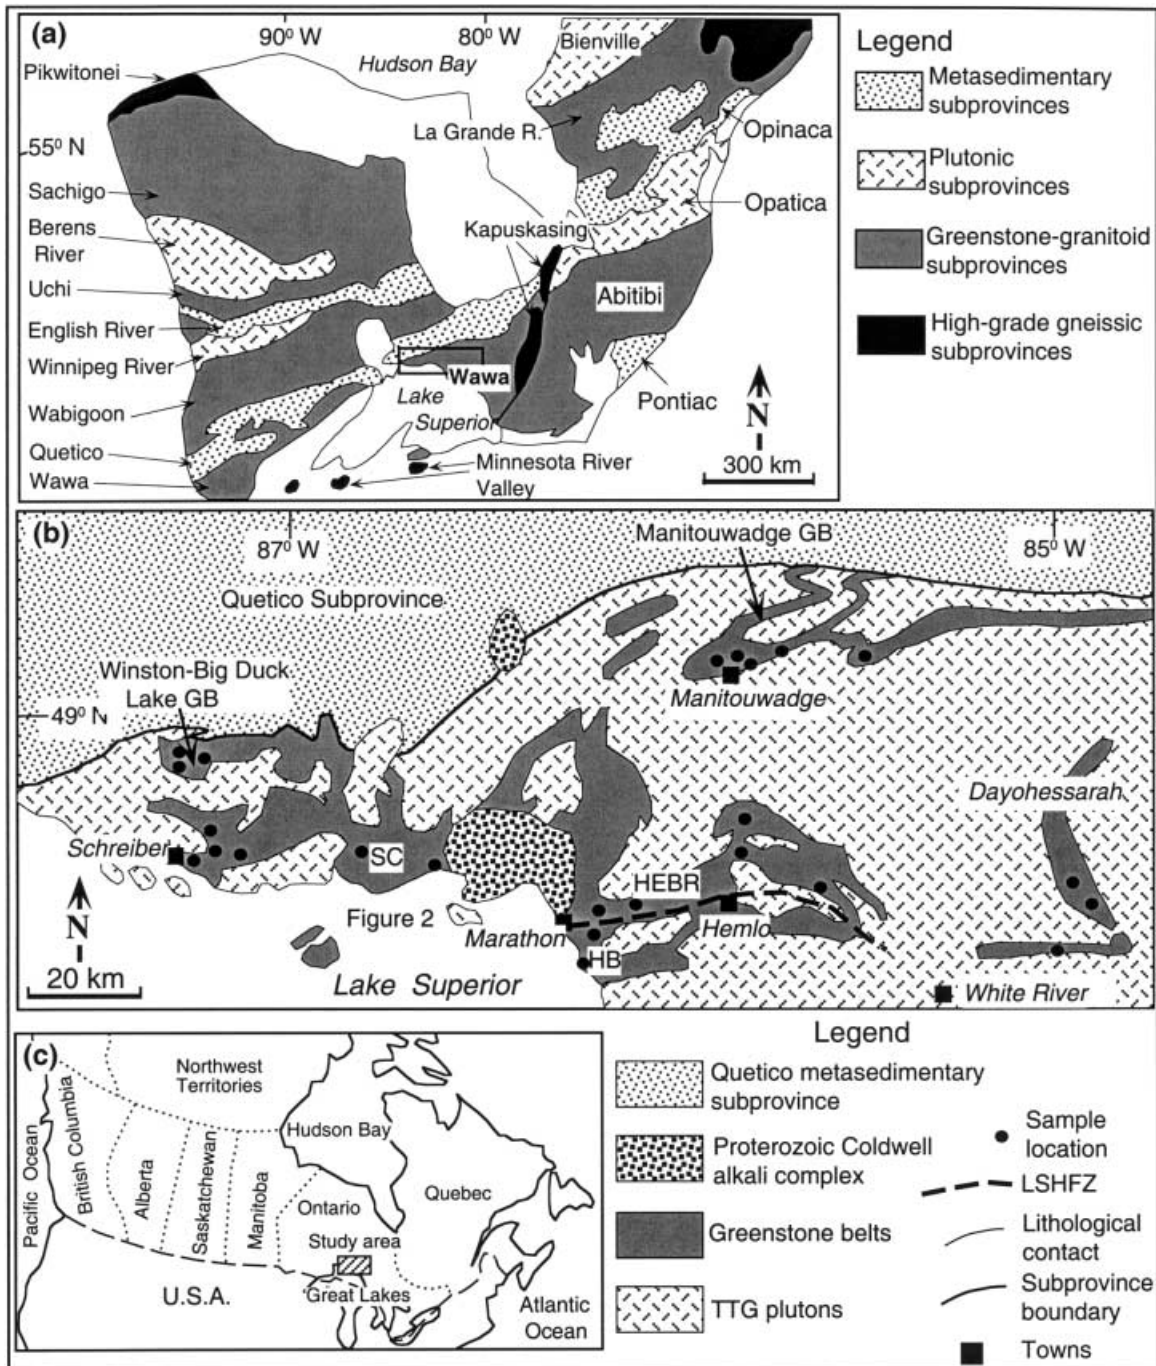 (a)
90⁰ W
80⁰ W
Pikwitonei
Hudson Bay
Bienville
La Grande R.
Opinaca
55⁰ N
Sachigo
Opatica
Berens
River
Kapuskasing
Uchi
Abitibi
English River
Winnipeg River
Wawa
Lake
Superior
Pontiac
Wabigoon
Quetico
Minnesota River
Valley
Wawa
N
300 km
Legend
Metasedimentary
subprovinces
Plutonic
subprovinces
Greenstone-granitoid
subprovinces
High-grade gneissic
subprovinces
(b)
87⁰ W
Manitouwadge GB
85⁰ W
Quetico Subprovince
Winston-Big Duck
Lake GB
Manitouwadge
49⁰ N
Dayohessarah
Schreiber
SC
HEBR
Figure 2
Marathon
Hemlo
HB
N
20 km
Lake Superior
White River
(c)
Northwest
Territories
Pacific Ocean
British Columbia
Alberta
Saskatchewan
Manitoba
Hudson Bay
Ontario
Quebec
Study area
Great Lakes
U.S.A.
Atlantic
Ocean
Legend
Quetico metasedimentary
subprovince
Proterozoic Coldwell
alkali complex
Greenstone belts
TTG plutons
Sample
location
LSHFZ
Lithological
contact
Subprovince
boundary
Towns